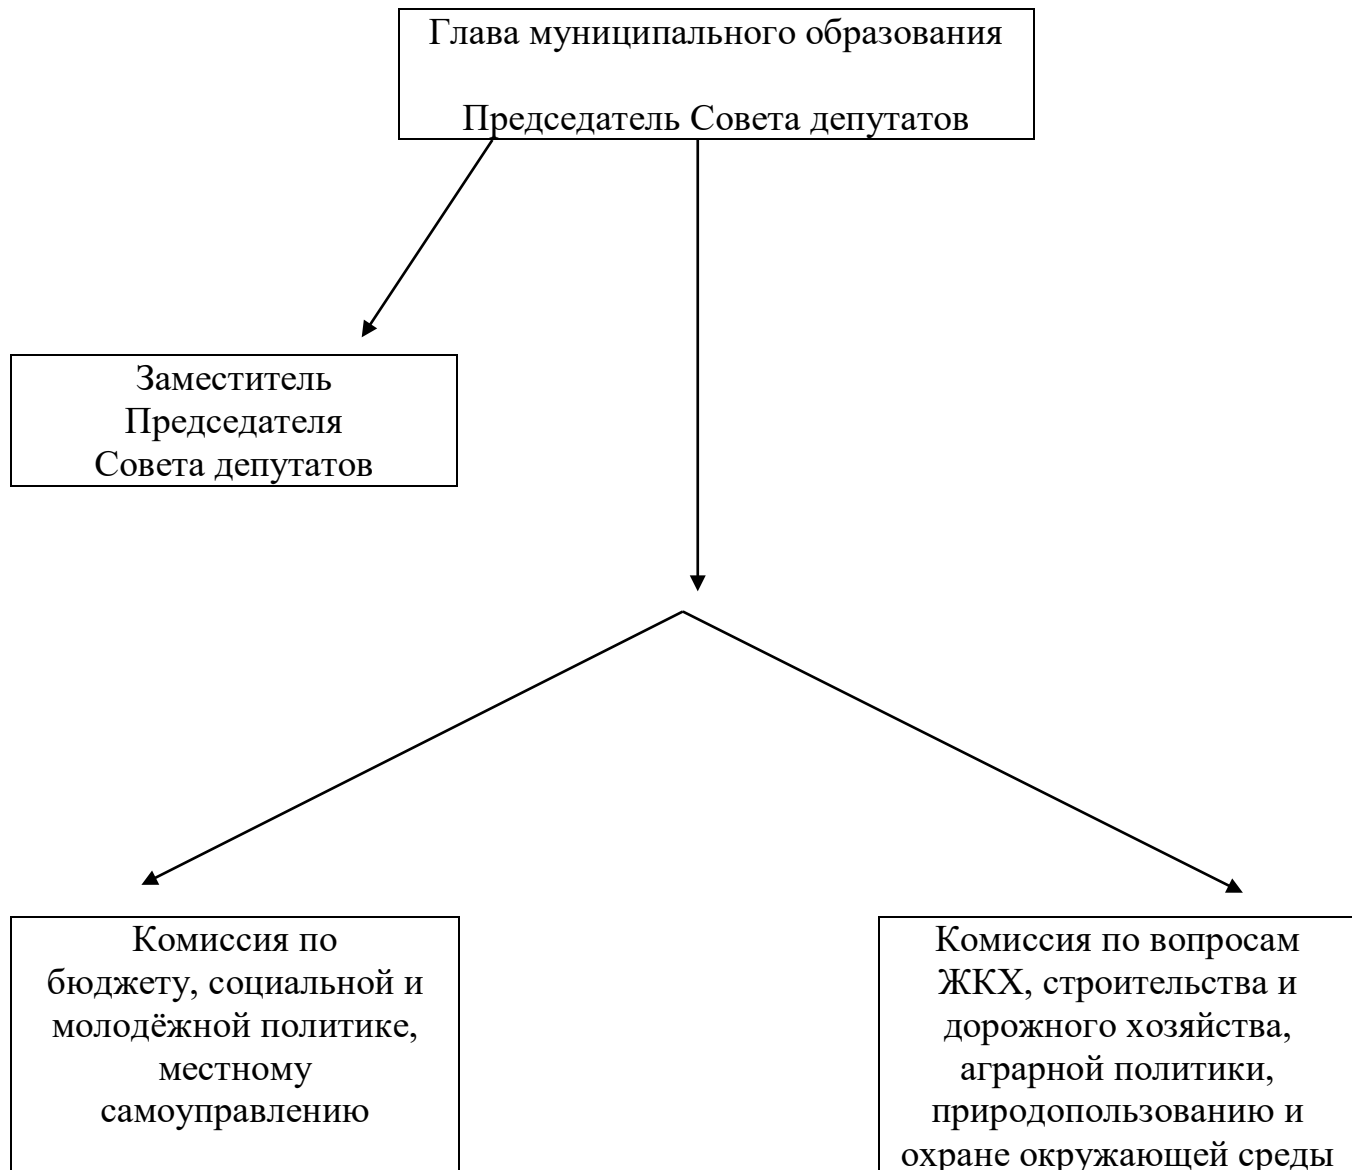 Глава муниципального образования
Председатель Совета депутатов
Заместитель
Председателя
Совета депутатов
Комиссия по
бюджету, социальной и
молодёжной политике,
местному
самоуправлению
Комиссия по вопросам
ЖКХ, строительства и
дорожного хозяйства,
аграрной политики,
природопользованию и
охране окружающей среды